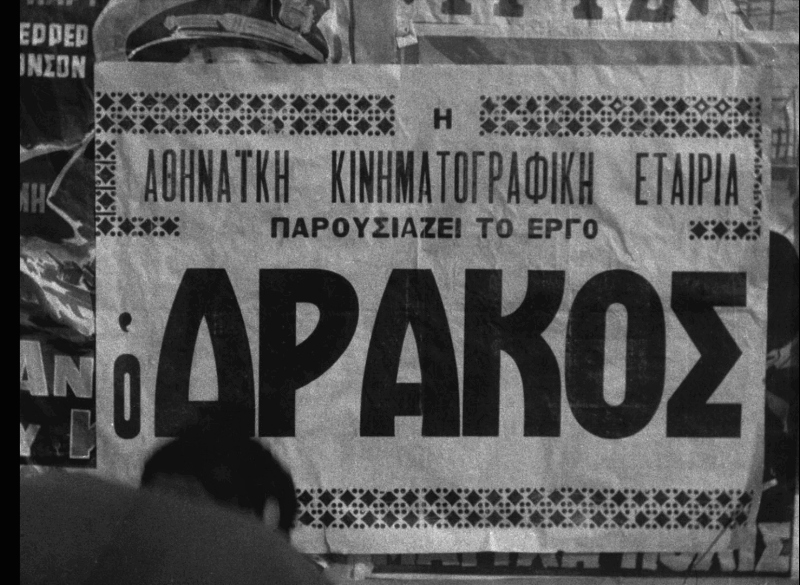 Η
ΑΘΗΝΑΪΚΗ ΚΙΝΗΜΑΤΟΓΡΑΦΙΚΗ ΕΤΑΙΡΙΑ
ΠΑΡΟΥΣΙΑΖΕΙ ΤΟ ΕΡΓΟ
ὁ ΔΡΑΚΟΣ